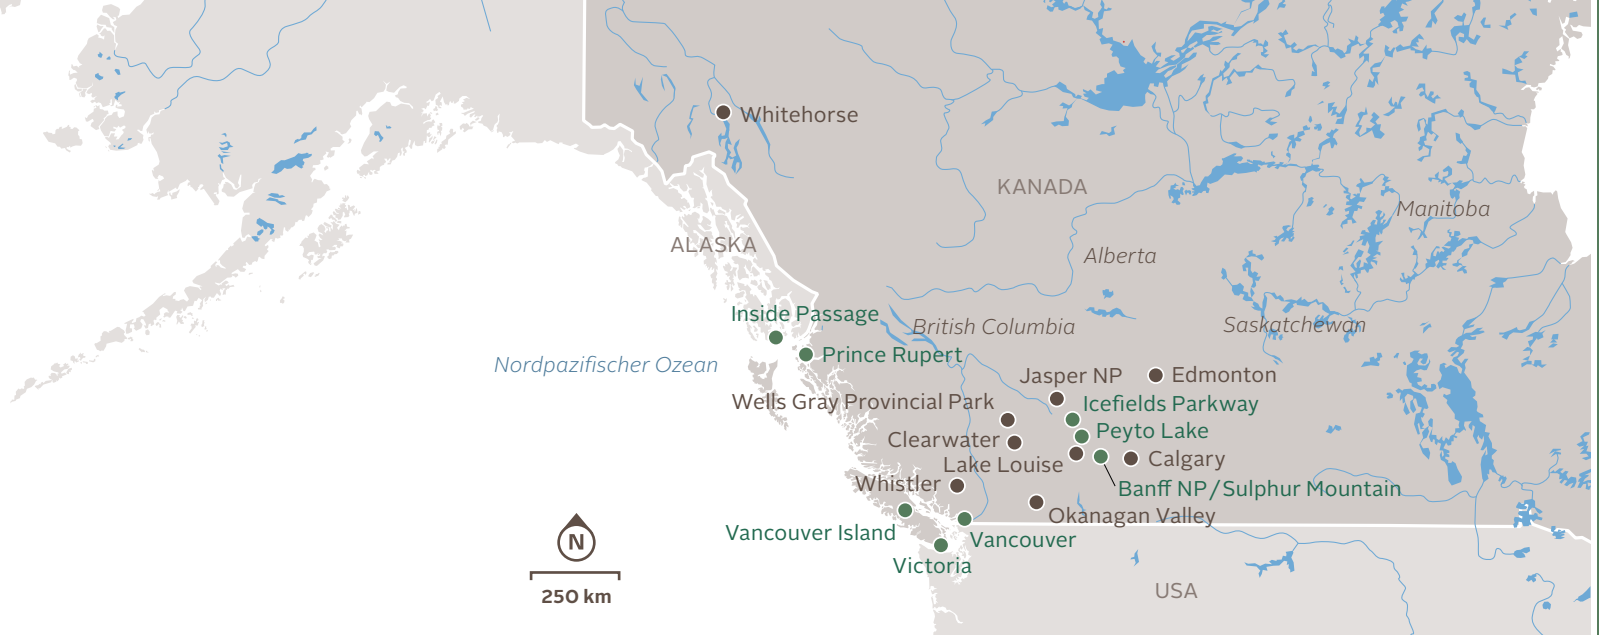 Whitehorse
KANADA
Manitoba
ALASKA
Alberta
Inside Passage
British Columbia
Saskatchewan
Prince Rupert
Nordpazifischer Ozean
Jasper NP
Edmonton
Wells Gray Provincial Park
Icefields Parkway
Peyto Lake
Clearwater
Lake Louise
Calgary
Whistler
Banff NP/Sulphur Mountain
Okanagan Valley
Vancouver Island
Vancouver
N
Victoria
USA
250 km